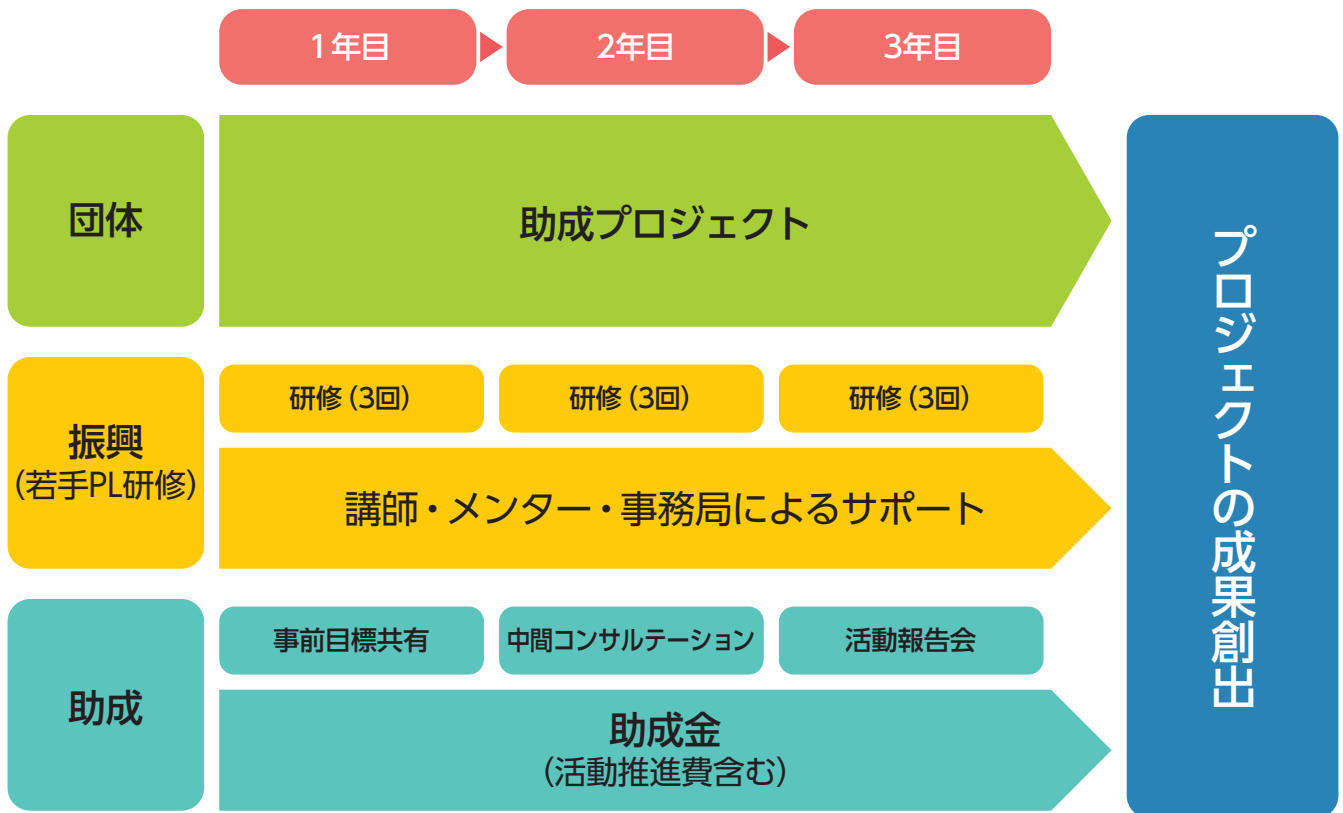 1年目
2年目
3年目
団体
助成プロジェクト
振興
(若手PL研修)
研修 (3回)
研修 (3回)
研修 (3回)
講師・メンター・事務局によるサポート
助成
事前目標共有
中間コンサルテーション
活動報告会
助成金
(活動推進費含む)
プロジェクトの成果創出